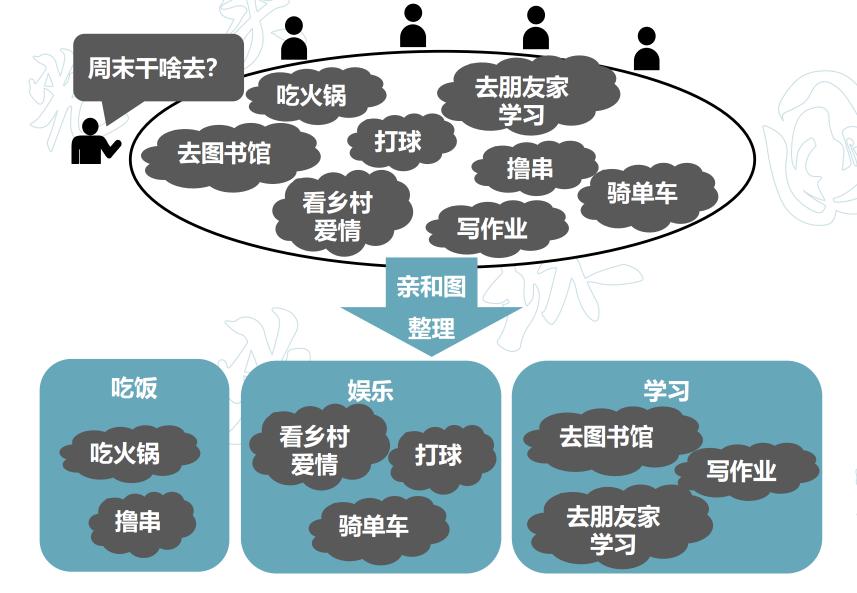 周末干啥去？
吃火锅
去朋友家
学习
打球
去图书馆
撸串
骑单车
看乡村
爱情
写作业
亲和图
整理
吃饭
吃火锅
撸串
娱乐
看乡村
爱情
打球
骑单车
学习
去图书馆
写作业
去朋友家
学习